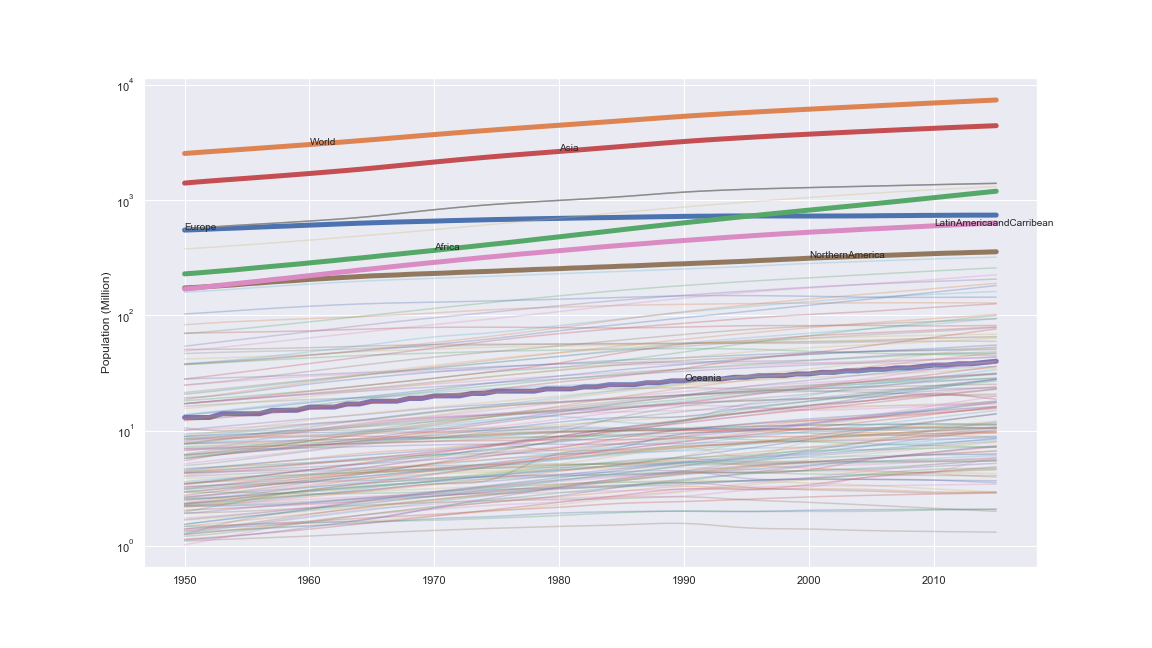 10^4
World
Asia
10^3
Europe
LatinAmericaandCarribean
Africa
NorthernAmerica
Population (Million)
10^2
Oceania
10^1
10^0
1950 1960 1970 1980 1990 2000 2010